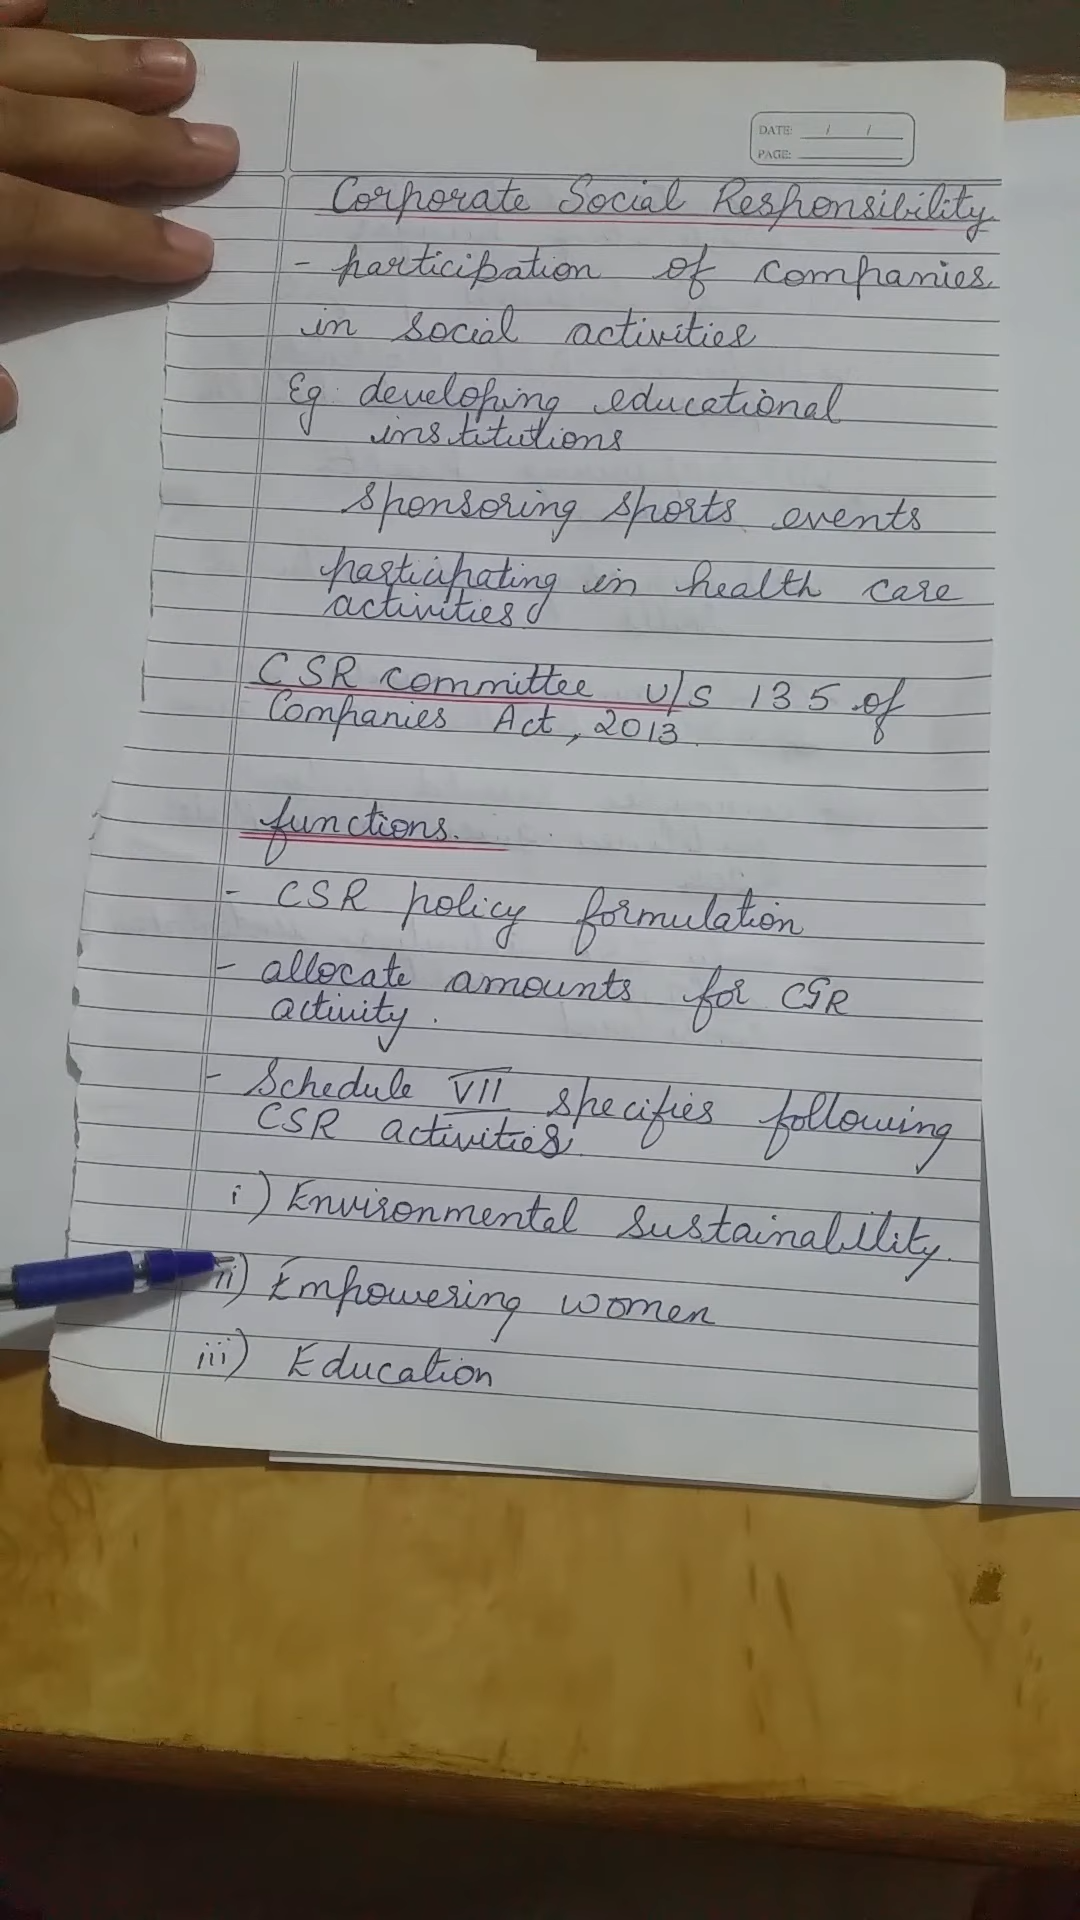 DATE: / /
PAGE:
Corporate Social Responsibility
- participation of companies
in social activities
Eg. developing educational
institutions
sponsoring sports events
participating in health care
activities
CSR committee u/s 135 of
Companies Act, 2013.
functions.
- CSR policy formulation
- allocate amounts for CSR
activity.
- Schedule VII specifies following
CSR activities.
i) Environmental sustainability.
ii) Empowering women
iii) Education